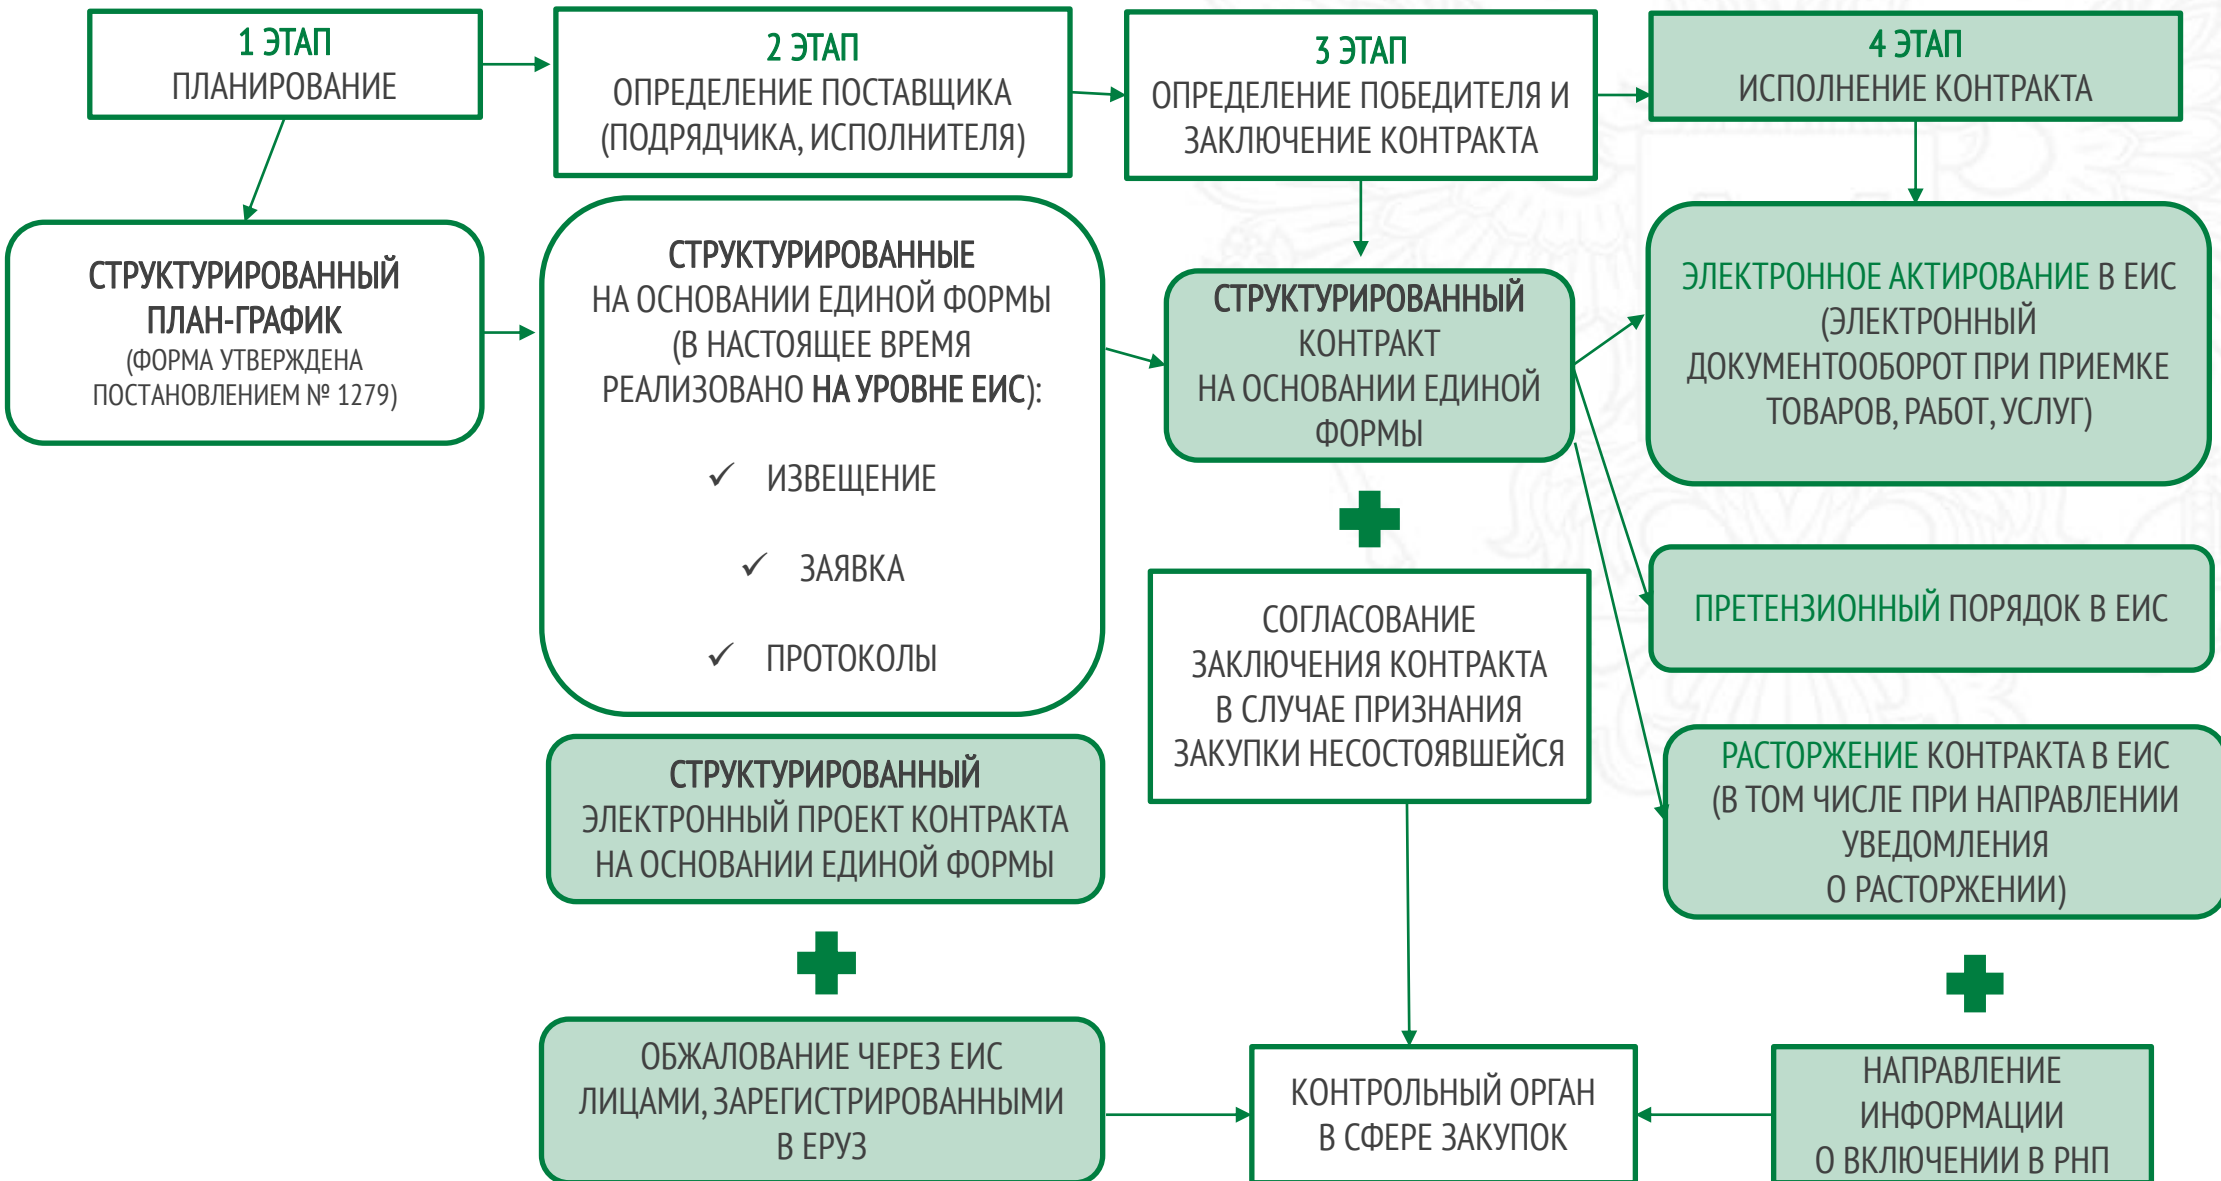 1 ЭТАП
ПЛАНИРОВАНИЕ
2 ЭТАП
ОПРЕДЕЛЕНИЕ ПОСТАВЩИКА
(ПОДРЯДЧИКА, ИСПОЛНИТЕЛЯ)
3 ЭТАП
ОПРЕДЕЛЕНИЕ ПОБЕДИТЕЛЯ И
ЗАКЛЮЧЕНИЕ КОНТРАКТА
4 ЭТАП
ИСПОЛНЕНИЕ КОНТРАКТА
СТРУКТУРИРОВАННЫЙ
ПЛАН-ГРАФИК
(ФОРМА УТВЕРЖДЕНА
ПОСТАНОВЛЕНИЕМ № 1279)
СТРУКТУРИРОВАННЫЕ
НА ОСНОВАНИИ ЕДИНОЙ ФОРМЫ
(В НАСТОЯЩЕЕ ВРЕМЯ
РЕАЛИЗОВАНО НА УРОВНЕ ЕИС):
✓ ИЗВЕЩЕНИЕ
✓ ЗАЯВКА
✓ ПРОТОКОЛЫ
СТРУКТУРИРОВАННЫЙ
ЭЛЕКТРОННЫЙ ПРОЕКТ КОНТРАКТА
НА ОСНОВАНИИ ЕДИНОЙ ФОРМЫ
ОБЖАЛОВАНИЕ ЧЕРЕЗ ЕИС
ЛИЦАМИ, ЗАРЕГИСТРИРОВАННЫМИ
В ЕРУЗ
СТРУКТУРИРОВАННЫЙ
КОНТРАКТ
НА ОСНОВАНИИ ЕДИНОЙ
ФОРМЫ
СОГЛАСОВАНИЕ
ЗАКЛЮЧЕНИЯ КОНТРАКТА
В СЛУЧАЕ ПРИЗНАНИЯ
ЗАКУПКИ НЕСОСТОЯВШЕЙСЯ
КОНТРОЛЬНЫЙ ОРГАН
В СФЕРЕ ЗАКУПОК
ЭЛЕКТРОННОЕ АКТИРОВАНИЕ В ЕИС
(ЭЛЕКТРОННЫЙ
ДОКУМЕНТООБОРОТ ПРИ ПРИЕМКЕ
ТОВАРОВ, РАБОТ, УСЛУГ)
ПРЕТЕНЗИОННЫЙ ПОРЯДОК В ЕИС
РАСТОРЖЕНИЕ КОНТРАКТА В ЕИС
(В ТОМ ЧИСЛЕ ПРИ НАПРАВЛЕНИИ
УВЕДОМЛЕНИЯ
О РАСТОРЖЕНИИ)
НАПРАВЛЕНИЕ
ИНФОРМАЦИИ
О ВКЛЮЧЕНИИ В РНП